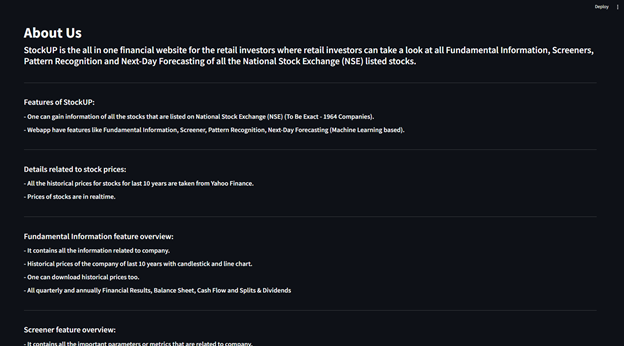 Deploy
About Us
StockUP is the all in one financial website for the retail investors where retail investors can take a look at all Fundamental Information, Screeners,
Pattern Recognition and Next-Day Forecasting of all the National Stock Exchange (NSE) listed stocks.
Features of StockUP:
- One can gain information of all the stocks that are listed on National Stock Exchange (NSE) (To Be Exact - 1964 Companies).
- Webapp have features like Fundamental Information, Screener, Pattern Recognition, Next-Day Forecasting (Machine Learning based).
Details related to stock prices:
- All the historical prices for stocks for last 10 years are taken from Yahoo Finance.
- Prices of stocks are in realtime.
Fundamental Information feature overview:
- It contains all the information related to company.
- Historical prices of the company of last 10 years with candlestick and line chart.
- One can download historical prices too.
- All quarterly and annually Financial Results, Balance Sheet, Cash Flow and Splits & Dividends
Screener feature overview:
- It contains all the important parameters or metrics that are related to company.